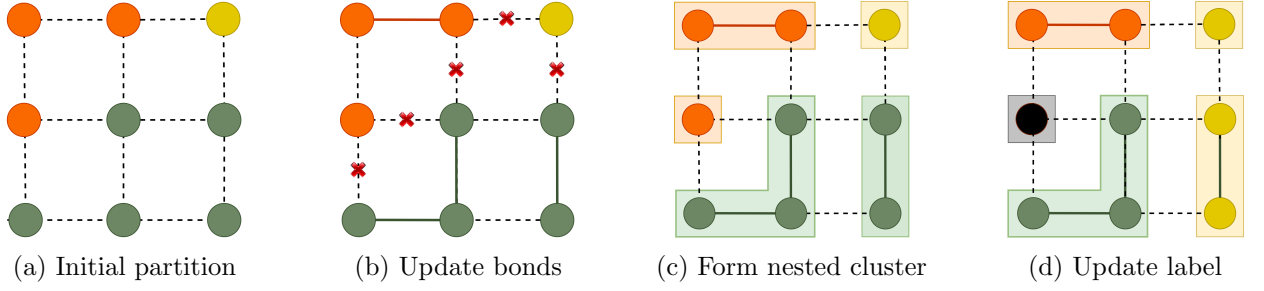 (a) Initial partition
(b) Update bonds
(c) Form nested cluster
(d) Update label